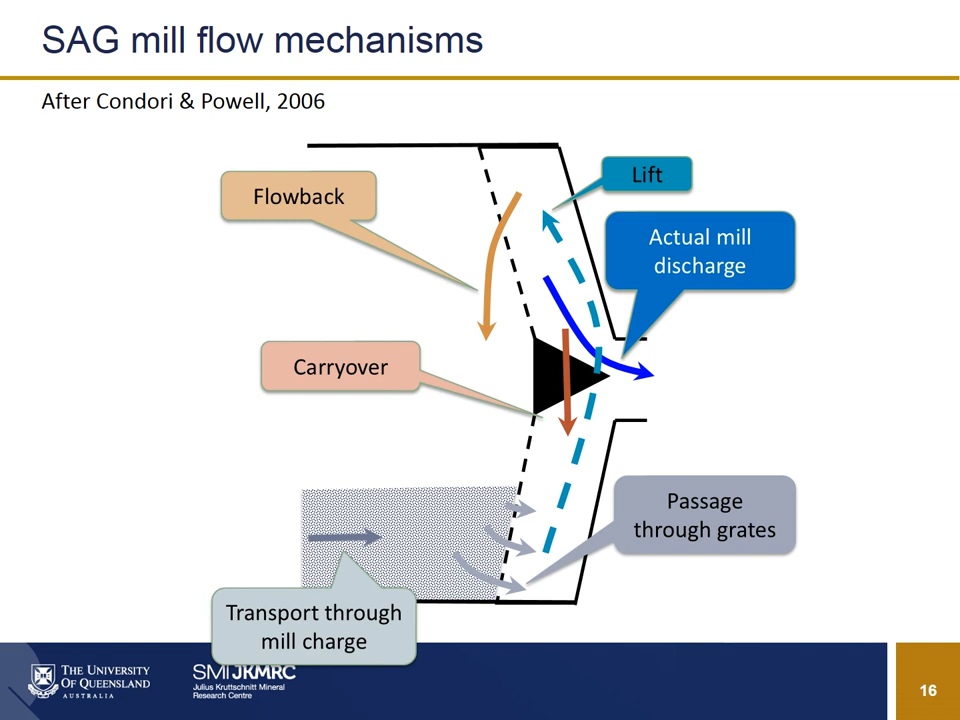 SAG mill flow mechanisms
After Condori & Powell, 2006
Lift
Flowback
Actual mill
discharge
Carryover
Passage
through grates
Transport through
mill charge
THE UNIVERSITY
OF QUEENSLAND
AUSTRALIA
SMI JKMRC
Julius Kruttschnitt Mineral
Research Centre
16